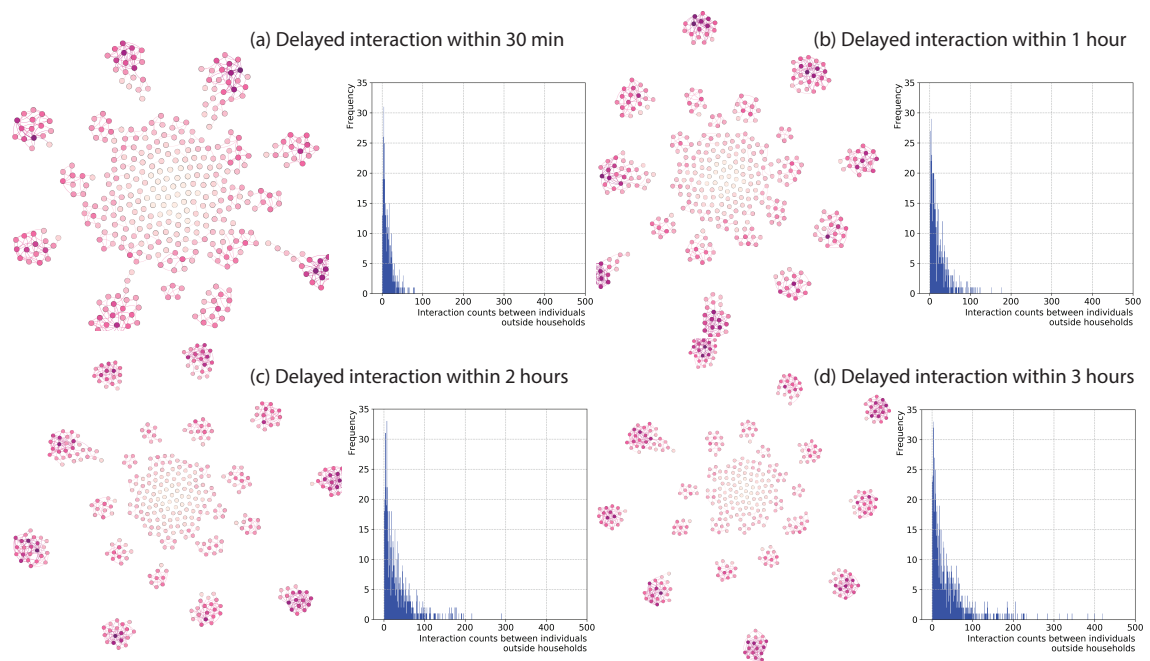 (a) Delayed interaction within 30 min
Frequency
35
30
25
20
15
10
5
0
0 100 200 300 400 500
Interaction counts between individuals
outside households
(b) Delayed interaction within 1 hour
Frequency
35
30
25
20
15
10
5
0
0 100 200 300 400 500
Interaction counts between individuals
outside households
(c) Delayed interaction within 2 hours
Frequency
35
30
25
20
15
10
5
0
0 100 200 300 400 500
Interaction counts between individuals
outside households
(d) Delayed interaction within 3 hours
Frequency
35
30
25
20
15
10
5
0
0 100 200 300 400 500
Interaction counts between individuals
outside households